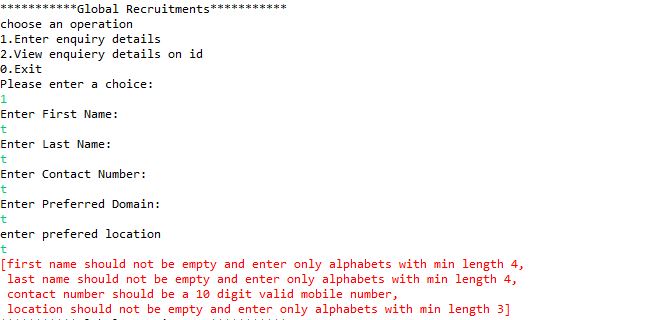 ***********Global Recruitments***********
choose an operation
1.Enter enquiry details
2.View enquiery details on id
0.Exit
Please enter a choice:
1
Enter First Name:
t
Enter Last Name:
t
Enter Contact Number:
t
Enter Preferred Domain:
t
enter prefered location
t
[first name should not be empty and enter only alphabets with min length 4,
last name should not be empty and enter only alphabets with min length 4,
contact number should be a 10 digit valid mobile number,
location should not be empty and enter only alphabets with min length 3]